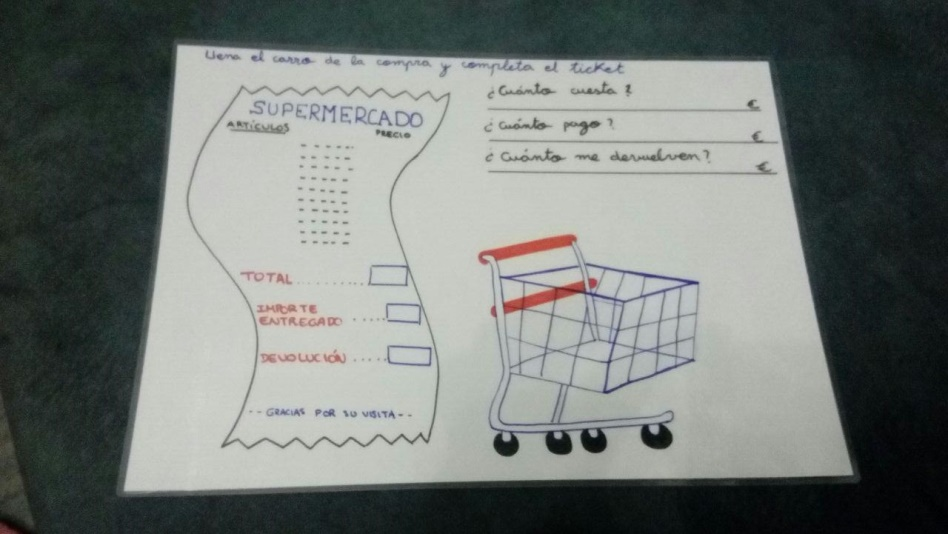 Llena el carro de la compra y completa el ticket
SUPERMERCADO
ARTÍCULOS PRECIO
TOTAL..........
IMPORTE
ENTREGADO .....
DEVOLUCIÓN .....
-- GRACIAS POR SU VISITA --
¿Cuánto cuesta?
€
¿Cuánto pago?
€
¿Cuánto me devuelven?
€